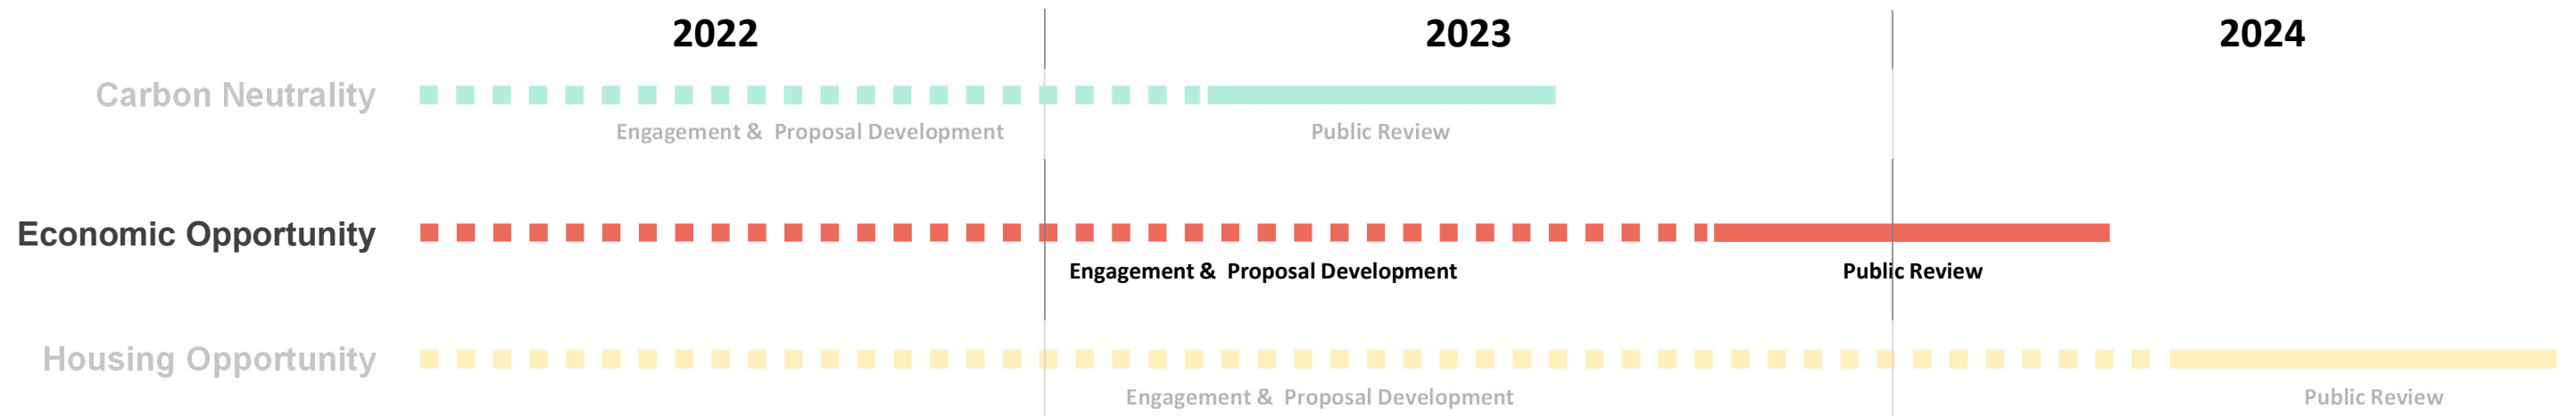 2022 2023 2024
Carbon Neutrality
Engagement & Proposal Development Public Review
Economic Opportunity
Engagement & Proposal Development Public Review
Housing Opportunity
Engagement & Proposal Development Public Review